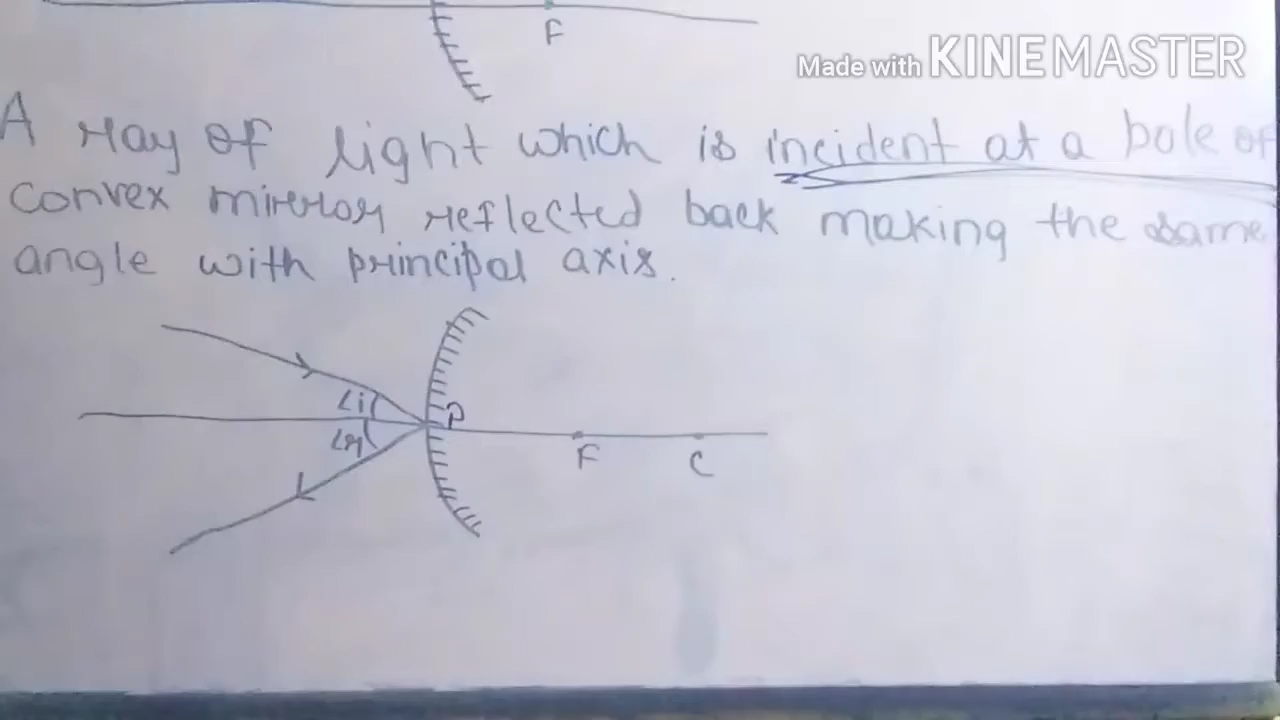 F
Made with KINEMASTER
A ray of light which is incident at a pole of
convex mirror reflected back making the same
angle with principal axis.
∠i
P
∠r
F
C